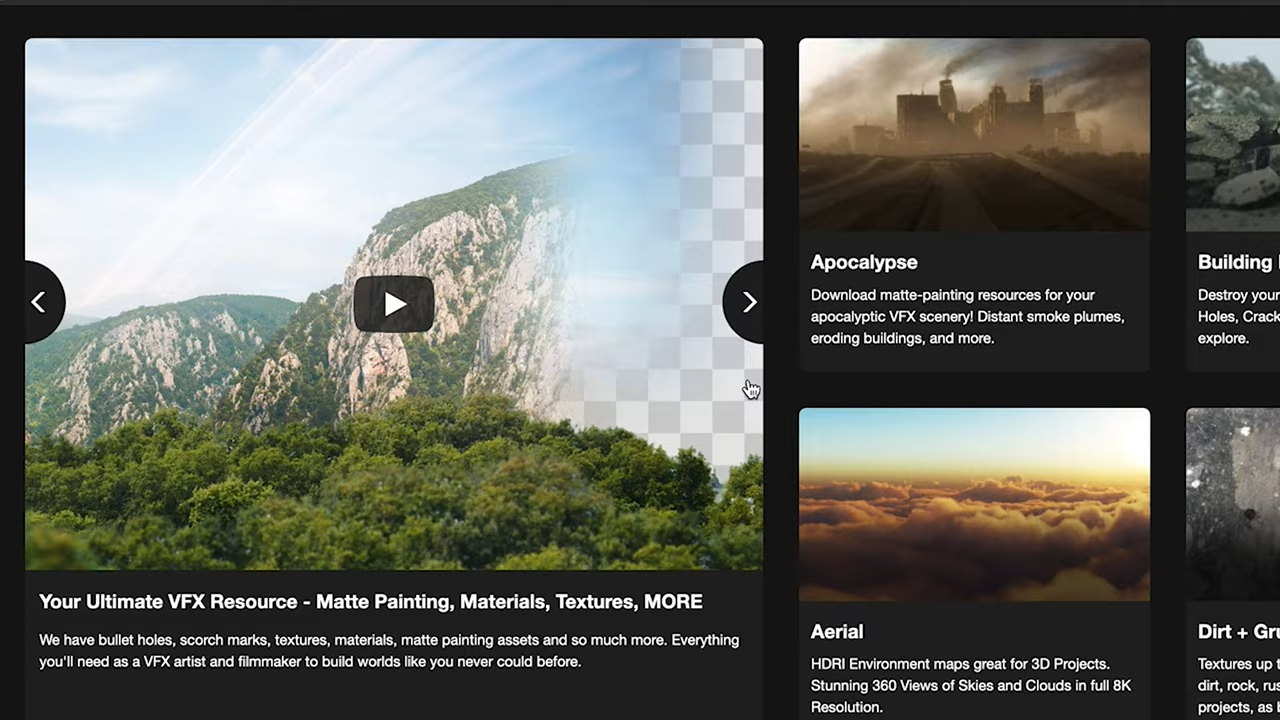 Your Ultimate VFX Resource - Matte Painting, Materials, Textures, MORE
We have bullet holes, scorch marks, textures, materials, matte painting assets and so much more. Everything
you'll need as a VFX artist and filmmaker to build worlds like you never could before.
Apocalypse
Download matte-painting resources for your
apocalyptic VFX scenery! Distant smoke plumes,
eroding buildings, and more.
Aerial
HDRI Environment maps great for 3D Projects.
Stunning 360 Views of Skies and Clouds in full 8K
Resolution.
Building
Destroy your
Holes, Crack
explore.
Dirt +
Textures up
dirt, rock,
projects, as